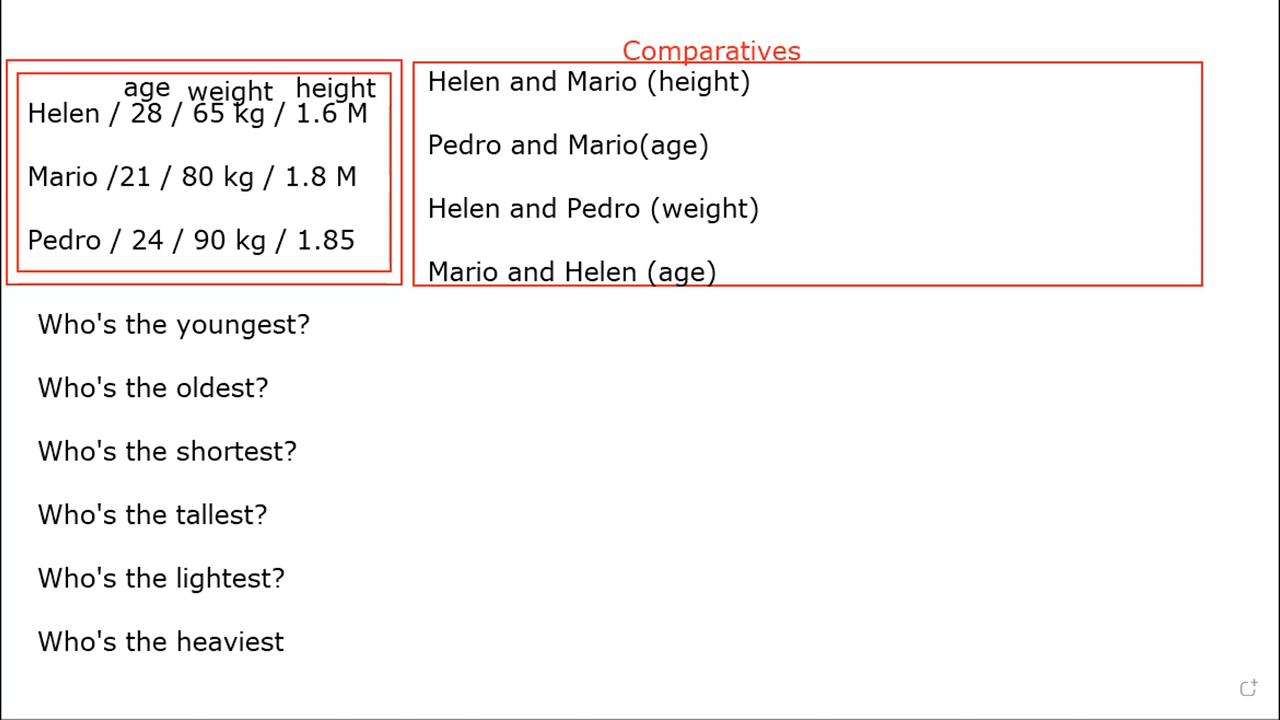 Comparatives
age weight height
Helen / 28 / 65 kg / 1.6 M
Mario /21 / 80 kg / 1.8 M
Pedro / 24 / 90 kg / 1.85
Helen and Mario (height)
Pedro and Mario(age)
Helen and Pedro (weight)
Mario and Helen (age)
Who's the youngest?
Who's the oldest?
Who's the shortest?
Who's the tallest?
Who's the lightest?
Who's the heaviest